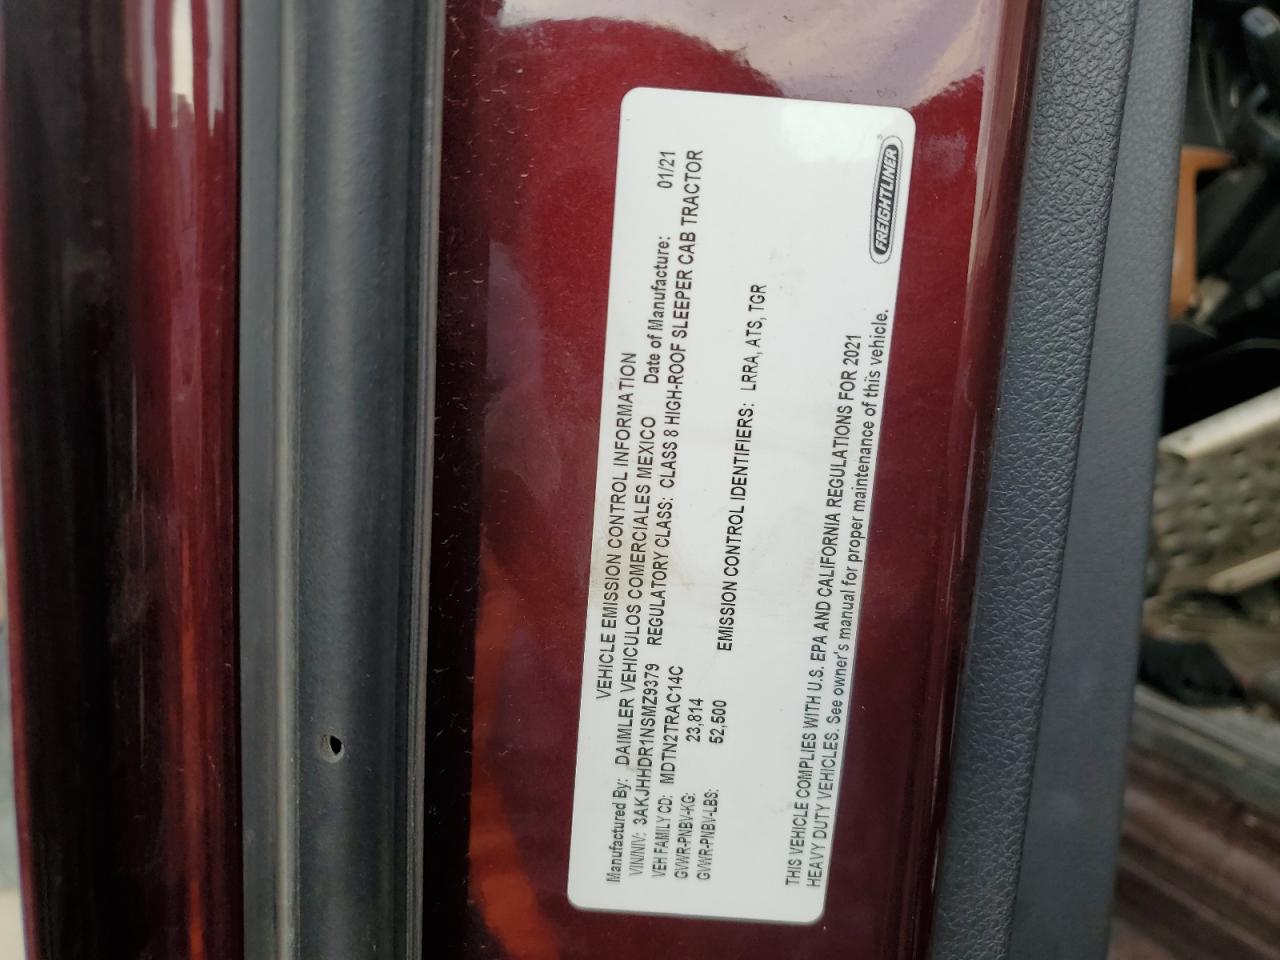 VEHICLE EMISSION CONTROL INFORMATION
Manufactured By: DAIMLER VEHICULOS COMERCIALES MEXICO Date of Manufacture: 01/21
VIN/NIV: 3AKJHHDR1NSMZ9379 REGULATORY CLASS: CLASS 8 HIGH-ROOF SLEEPER CAB TRACTOR
VEH FAMILY CD: MDTN2TRAC14C
GVWR-PNBV-KG: 23,814
GVWR-PNBV-LBS: 52,500 EMISSION CONTROL IDENTIFIERS: LRRA, ATS, TGR
THIS VEHICLE COMPLIES WITH U.S. EPA AND CALIFORNIA REGULATIONS FOR 2021
HEAVY DUTY VEHICLES. See owner's manual for proper maintenance of this vehicle.
FREIGHTLINER®